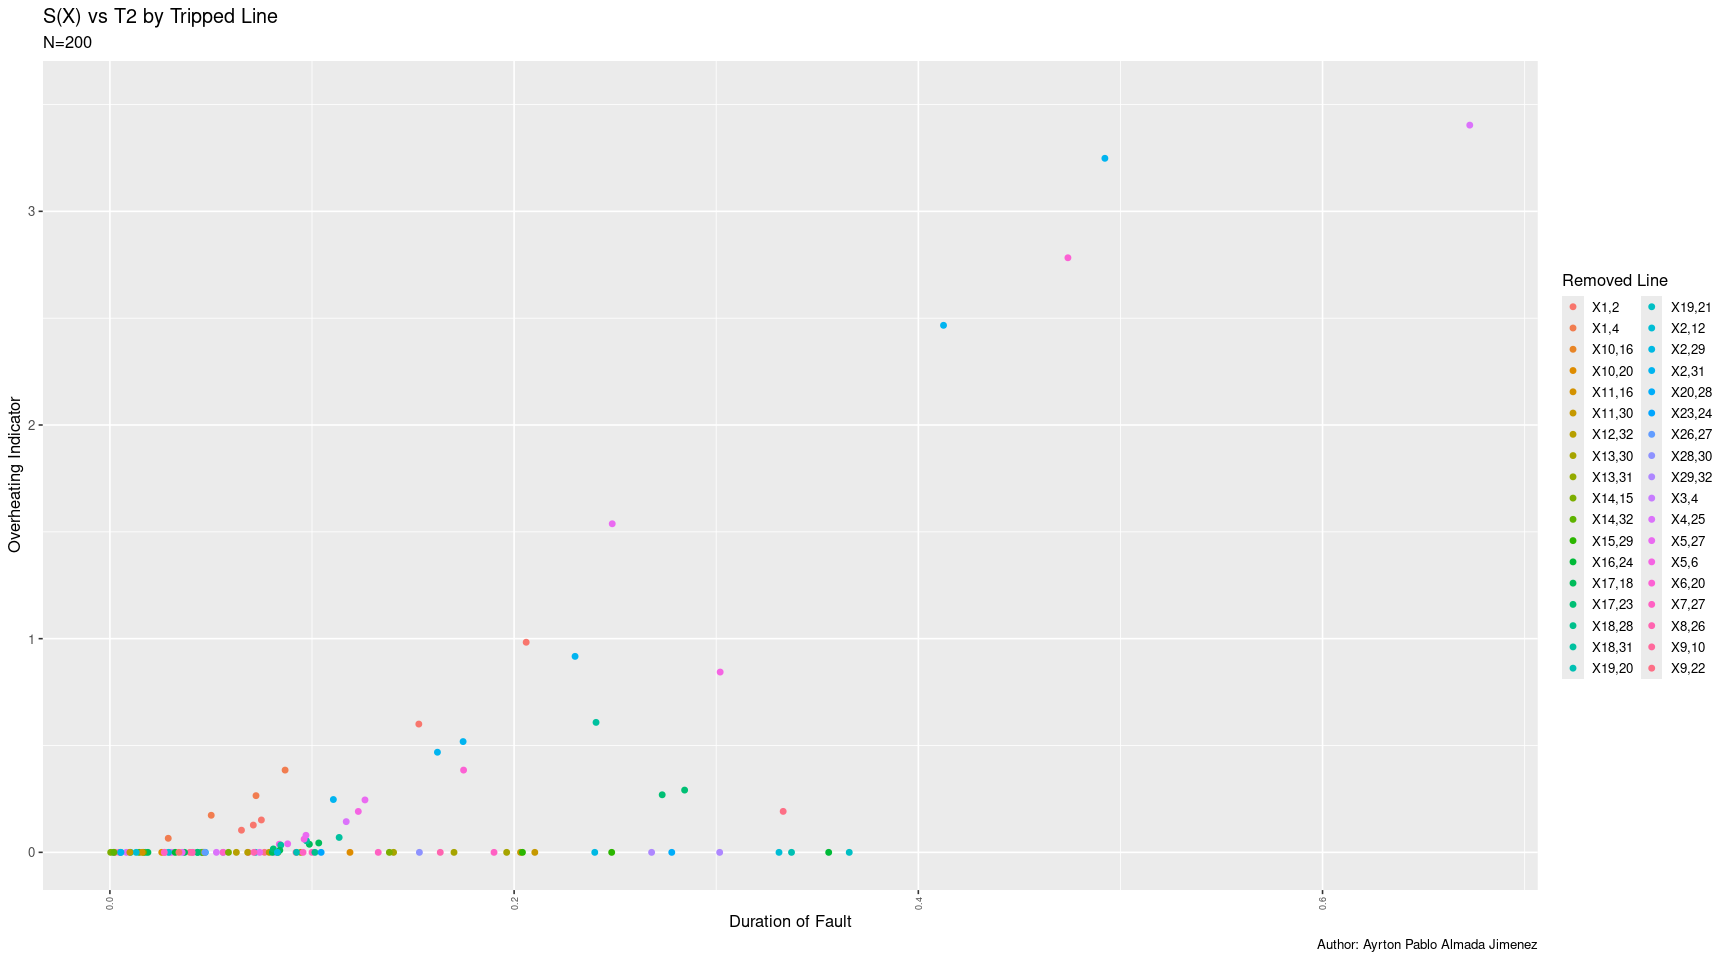 S(X) vs T2 by Tripped Line
N=200
Overheating Indicator
3
2
1
0
0.0
0.2
0.4
0.6
Duration of Fault
Removed Line
X1,2
X1,4
X10,16
X10,20
X11,16
X11,30
X12,32
X13,30
X13,31
X14,15
X14,32
X15,29
X16,24
X17,18
X17,23
X18,28
X18,31
X19,20
X19,21
X2,12
X2,29
X2,31
X20,28
X23,24
X26,27
X28,30
X29,32
X3,4
X4,25
X5,27
X5,6
X6,20
X7,27
X8,26
X9,10
X9,22
Author: Ayrton Pablo Almada Jimenez